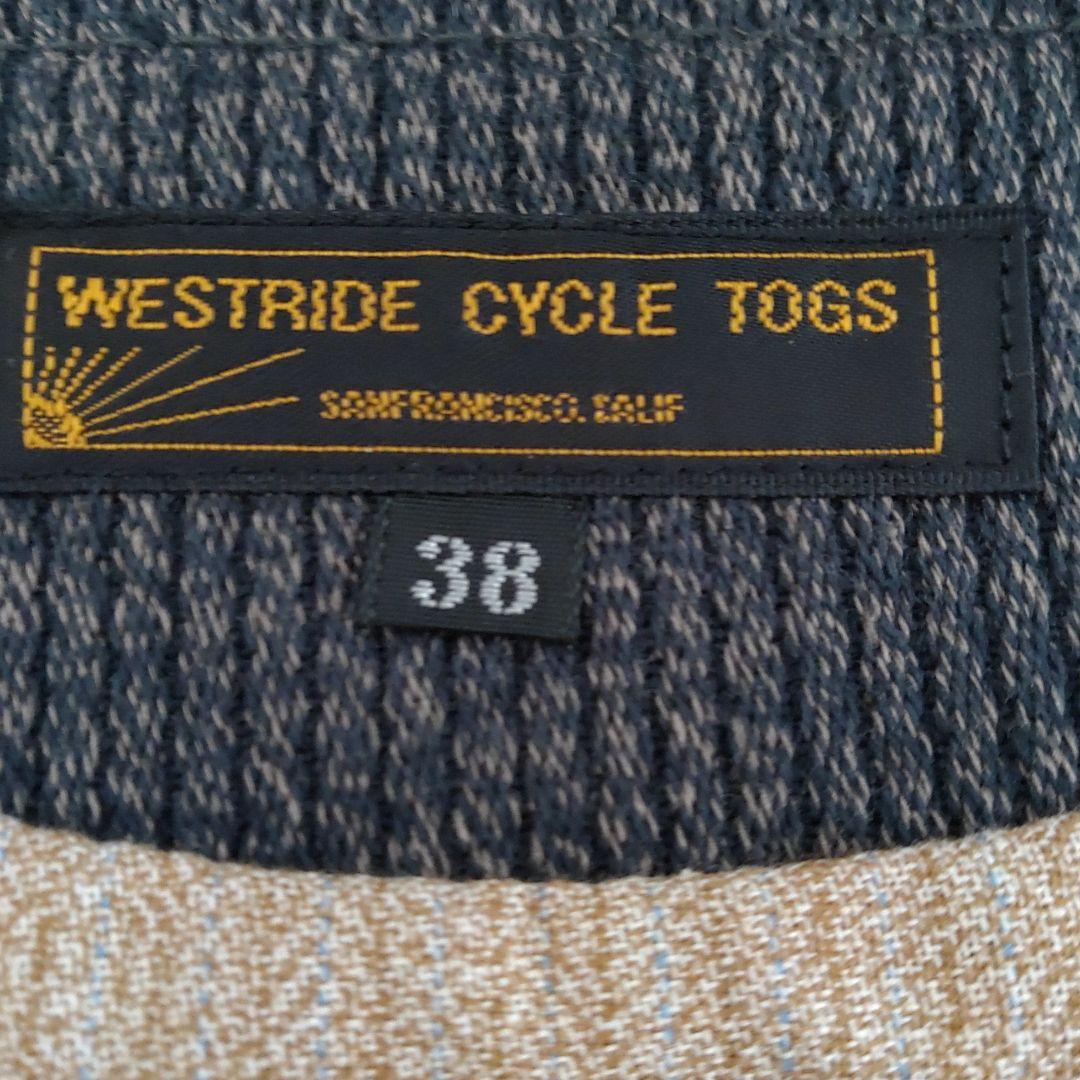 WESTRIDE CYCLE TOGS
SANFRANCISCO.CALIF
38